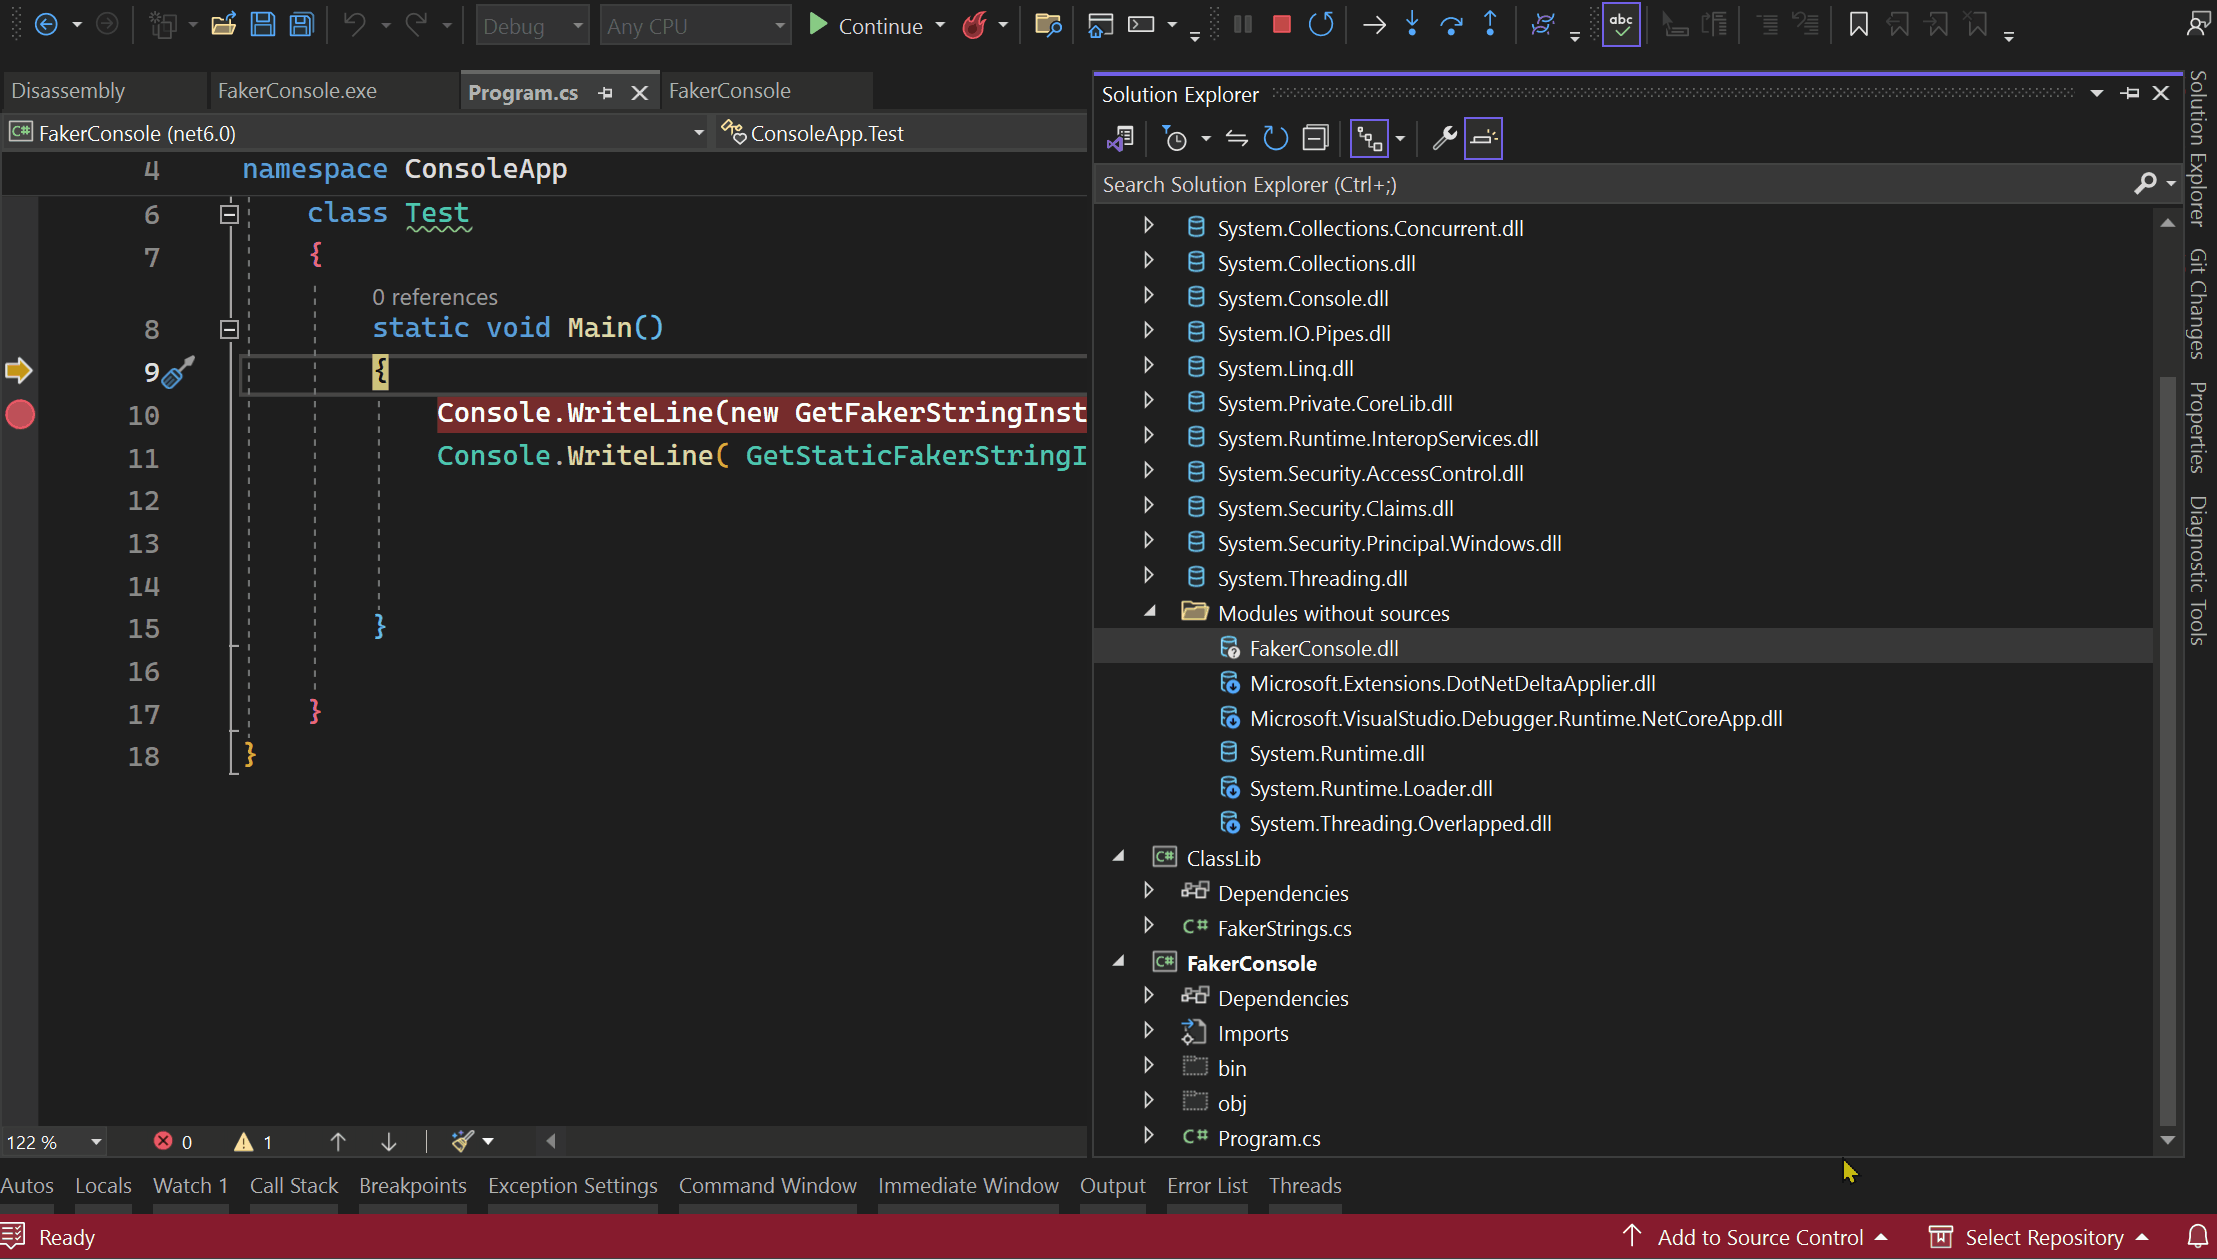 Debug
Any CPU
Continue
abc
Disassembly
FakerConsole.exe
Program.cs
FakerConsole
C# FakerConsole (net6.0)
ConsoleApp.Test
4 namespace ConsoleApp
6 class Test
7 {
0 references
8 static void Main()
9 {
10 Console.WriteLine(new GetFakerStringInst
11 Console.WriteLine( GetStaticFakerStringI
12
13
14
15 }
16
17 }
18 }
122 %
0
1
Solution Explorer
Search Solution Explorer (Ctrl+;)
System.Collections.Concurrent.dll
System.Collections.dll
System.Console.dll
System.IO.Pipes.dll
System.Linq.dll
System.Private.CoreLib.dll
System.Runtime.InteropServices.dll
System.Security.AccessControl.dll
System.Security.Claims.dll
System.Security.Principal.Windows.dll
System.Threading.dll
Modules without sources
FakerConsole.dll
Microsoft.Extensions.DotNetDeltaApplier.dll
Microsoft.VisualStudio.Debugger.Runtime.NetCoreApp.dll
System.Runtime.dll
System.Runtime.Loader.dll
System.Threading.Overlapped.dll
C# ClassLib
Dependencies
C# FakerStrings.cs
C# FakerConsole
Dependencies
Imports
bin
obj
C# Program.cs
Solution Explorer
Git Changes
Properties
Diagnostic Tools
Autos
Locals
Watch 1
Call Stack
Breakpoints
Exception Settings
Command Window
Immediate Window
Output
Error List
Threads
Ready
Add to Source Control
Select Repository